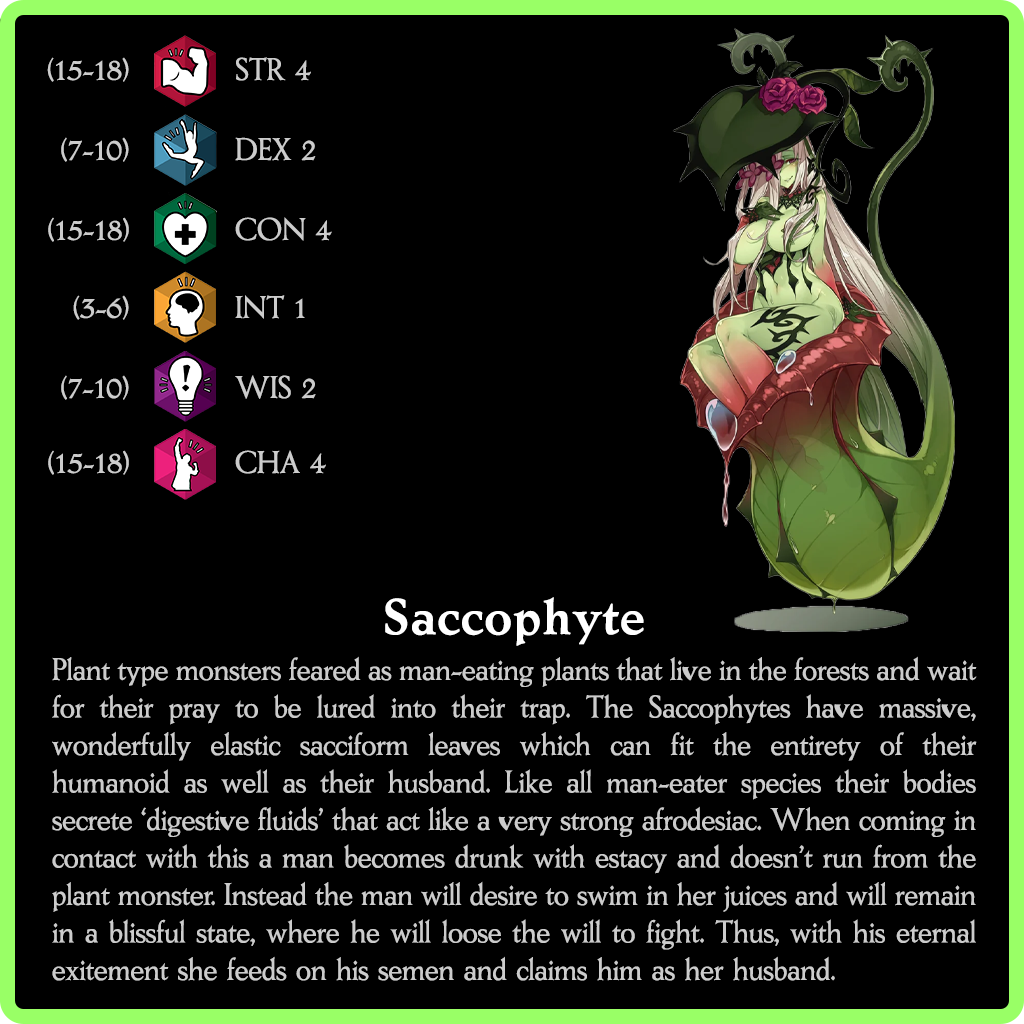 (15-18) STR 4
(7-10) DEX 2
(15-18) CON 4
(3-6) INT 1
(7-10) WIS 2
(15-18) CHA 4
Saccophyte
Plant type monsters feared as man-eating plants that live in the forests and wait
for their pray to be lured into their trap. The Saccophytes have massive,
wonderfully elastic sacciform leaves which can fit the entirety of their
humanoid as well as their husband. Like all man-eater species their bodies
secrete ‘digestive fluids’ that act like a very strong afrodesiac. When coming in
contact with this a man becomes drunk with estacy and doesn’t run from the
plant monster. Instead the man will desire to swim in her juices and will remain
in a blissful state, where he will loose the will to fight. Thus, with his eternal
exitement she feeds on his semen and claims him as her husband.